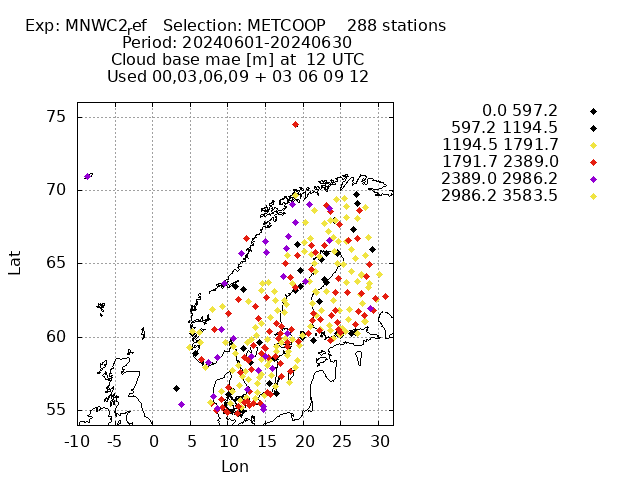 Exp: MNWC2ref   Selection: METCOOP    288 stations
Period: 20240601-20240630
Cloud base mae [m] at  12 UTC
Used 00,03,06,09 + 03 06 09 12
0.0 597.2
597.2 1194.5
1194.5 1791.7
1791.7 2389.0
2389.0 2986.2
2986.2 3583.5
75
70
65
60
55
Lat
-10 -5 0 5 10 15 20 25 30
Lon